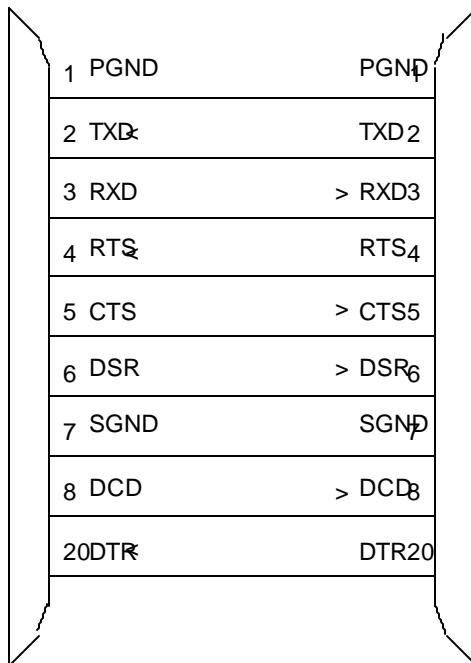 1 PGND PGND 1
2 TXD< TXD 2
3 RXD > RXD 3
4 RTS< RTS 4
5 CTS > CTS 5
6 DSR > DSR 6
7 SGND SGND 7
8 DCD > DCD 8
20 DTR< DTR 20